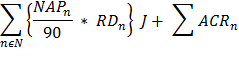 ∑_{n∈N} {NAP_n / 90 * RD_n} J + ∑ ACR_n